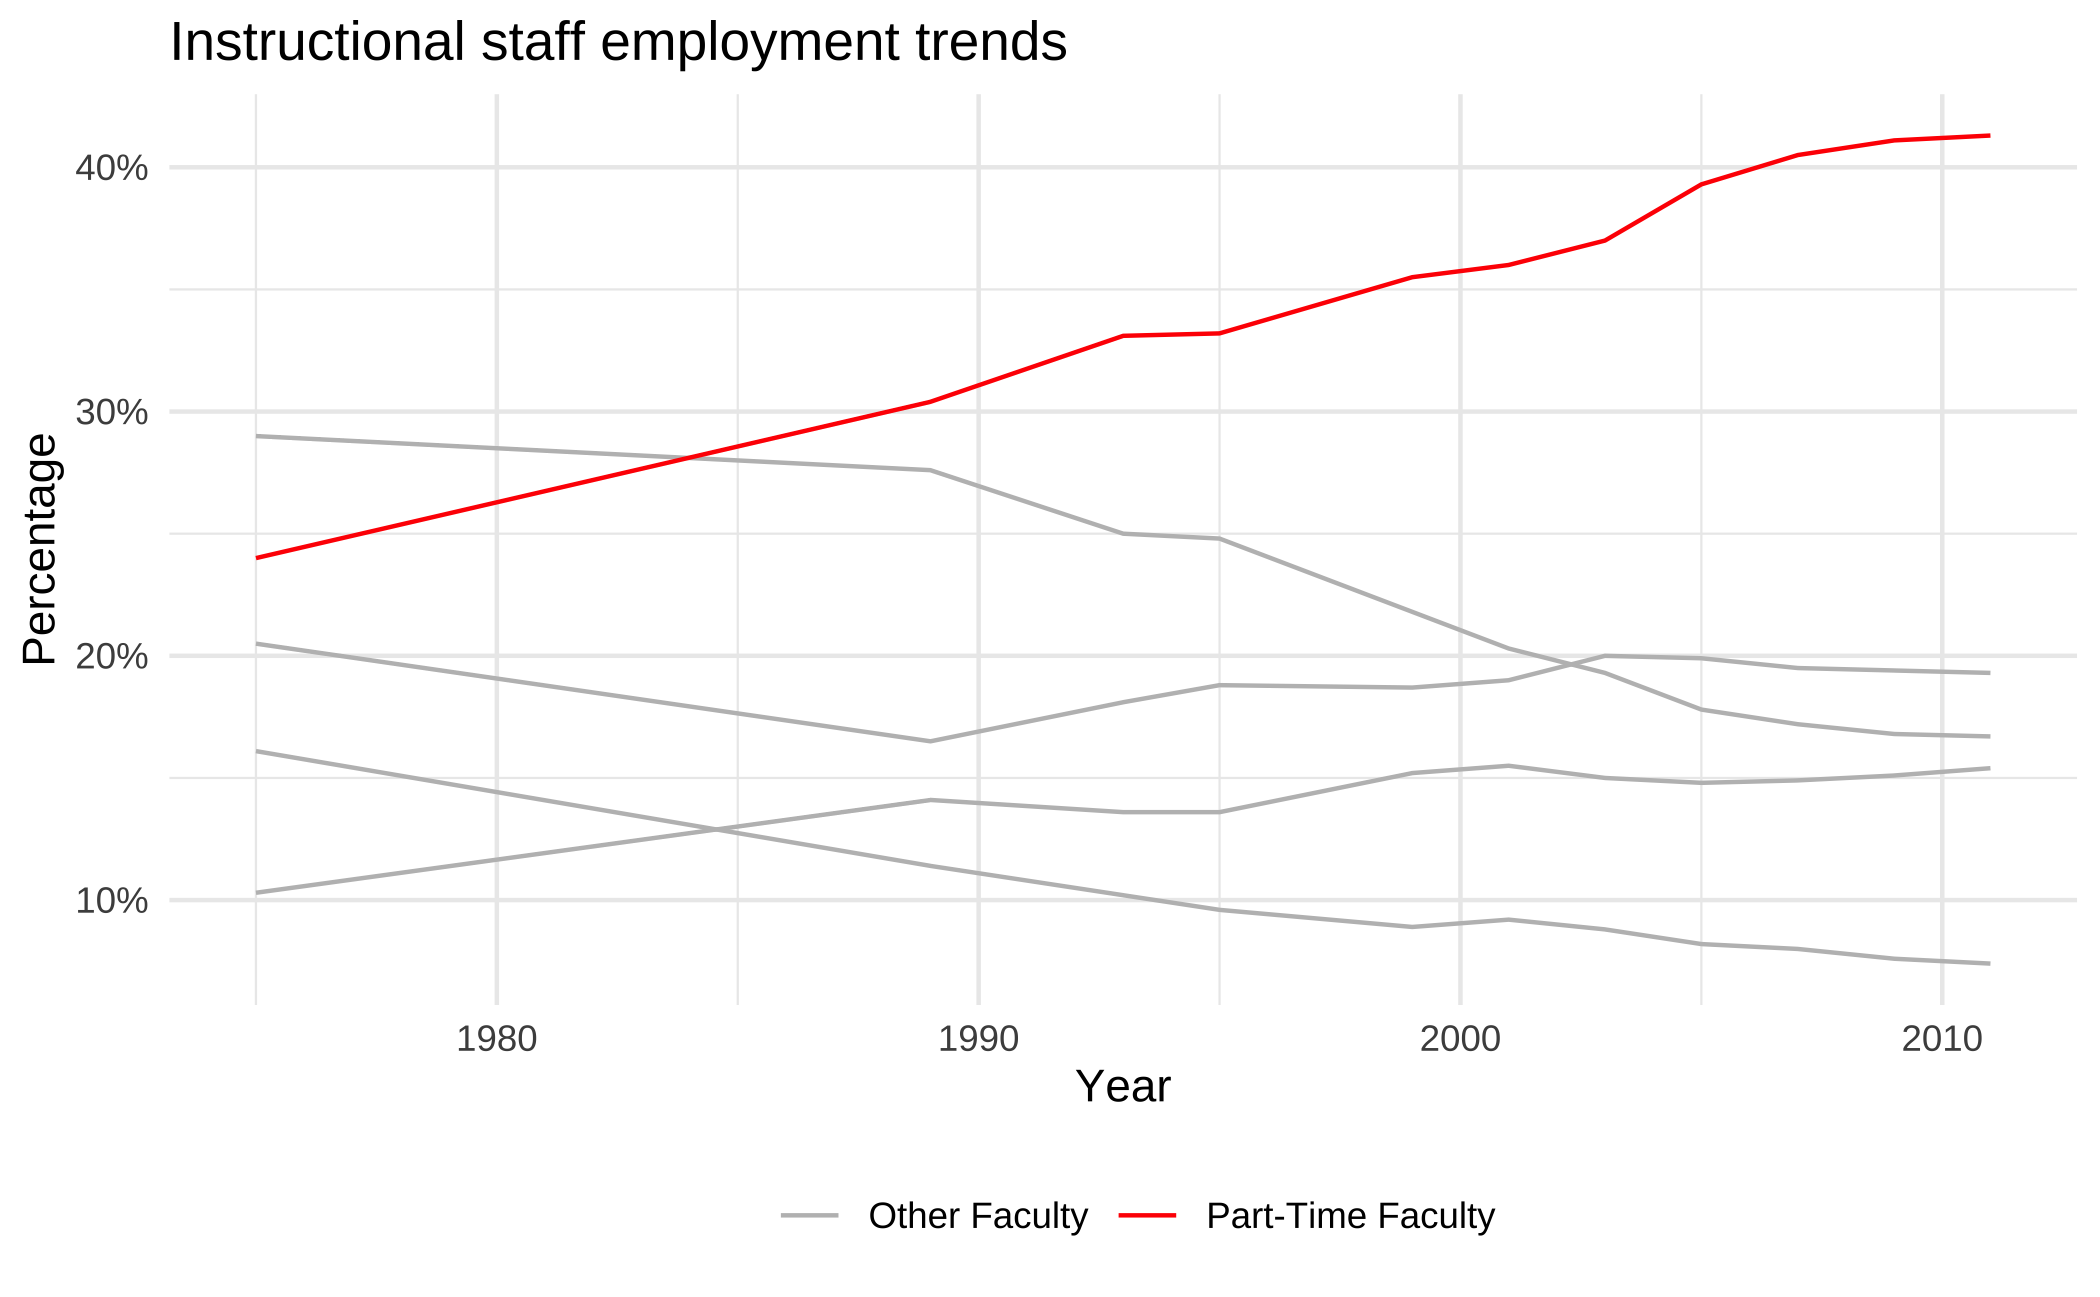 Instructional staff employment trends
40%
30%
20%
10%
Percentage
1980 1990 2000 2010
Year
Other Faculty Part-Time Faculty